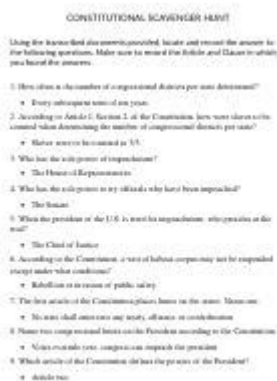 CONSTITUTIONAL SCAVENGER HUNT
Using the transcribed documents provided, locate and record the answer to
the following questions. Make sure to record the Article and Clause in which
you found the answers.
1. How often is the number of congressional districts per state determined?
• Every subsequent term of ten years
2. According to Article I, Section 2, of the Constitution, how were slaves to be
counted when determining the number of congressional districts per state?
• Slaves were to be counted as 3/5
3. Who has the sole power of impeachment?
• The House of Representatives
4. Who has the sole power to try officials who have been impeached?
• The Senate
5. When the president of the U.S. is tried for impeachment, who presides at the
trial?
• The Chief of Justice
6. According to the Constitution, a writ of habeas corpus may not be suspended
except under what conditions?
• Rebellion or invasion of public safety
7. The first article of the Constitution places limits on the states. Name one.
• No state shall enter into any treaty, alliance, or confederation
8. Name two congressional limits on the President according to the Constitution.
• Veto override vote, congress can impeach the president
9. Which article of the Constitution defines the powers of the President?
• Article two